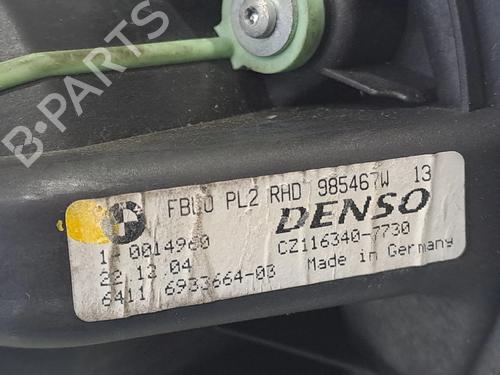 B-PARTS
FBL0 PL2 RHD 985467W 13
DENSO
1 0014960
CZ116340-7730
22.12.04
Made in Germany
6411 6933664-03